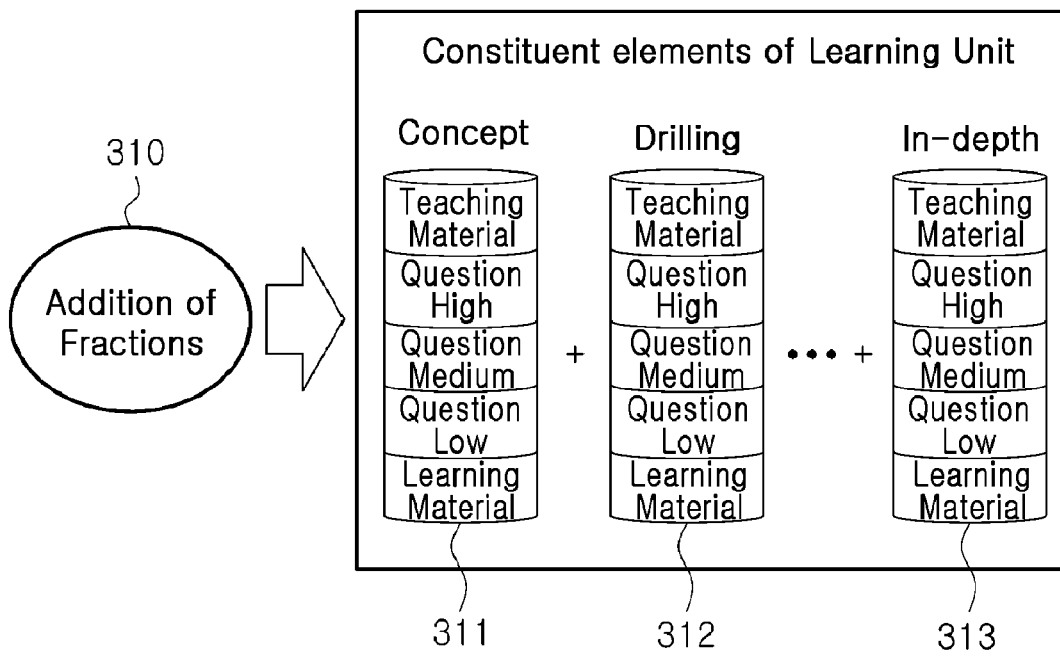 Constituent elements of Learning Unit
310
Addition of
Fractions
Concept
Teaching
Material
Question
High
Question
Medium
Question
Low
Learning
Material
311
+
Drilling
Teaching
Material
Question
High
Question
Medium
Question
Low
Learning
Material
312
••• +
In-depth
Teaching
Material
Question
High
Question
Medium
Question
Low
Learning
Material
313